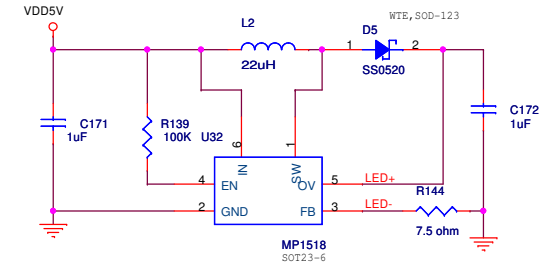 VDD5V
L2
22uH
D5
WTE,SOD-123
1
2
SS0520
C171
1uF
R139
100K
U32
6
1
IN
SW
C172
1uF
4
EN
OV
5
LED+
2
GND
FB
3
LED-
R144
7.5 ohm
MP1518
SOT23-6